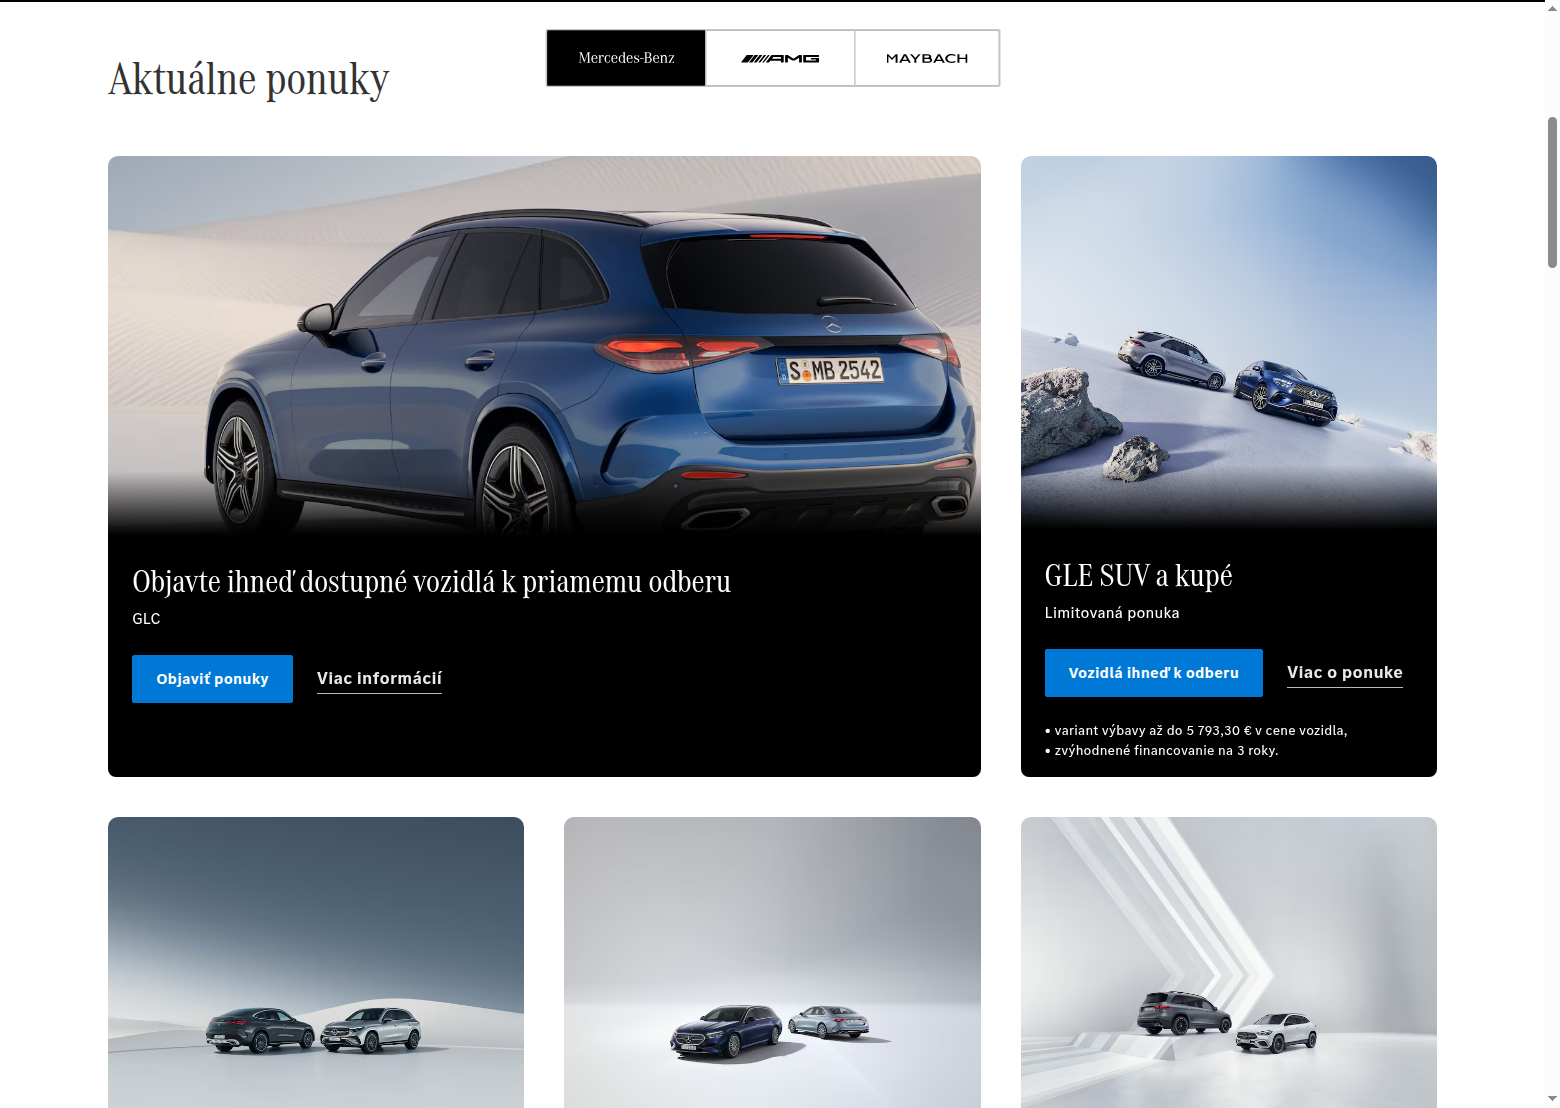 Aktuálne ponuky
Mercedes-Benz
AMG
MAYBACH
S MB 2542
Objavte ihneď dostupné vozidlá k priamemu odberu
GLC
Objaviť ponuky
Viac informácií
GLE SUV a kupé
Limitovaná ponuka
Vozidlá ihneď k odberu
Viac o ponuke
• variant výbavy až do 5 793,30 € v cene vozidla,
• zvýhodnené financovanie na 3 roky.